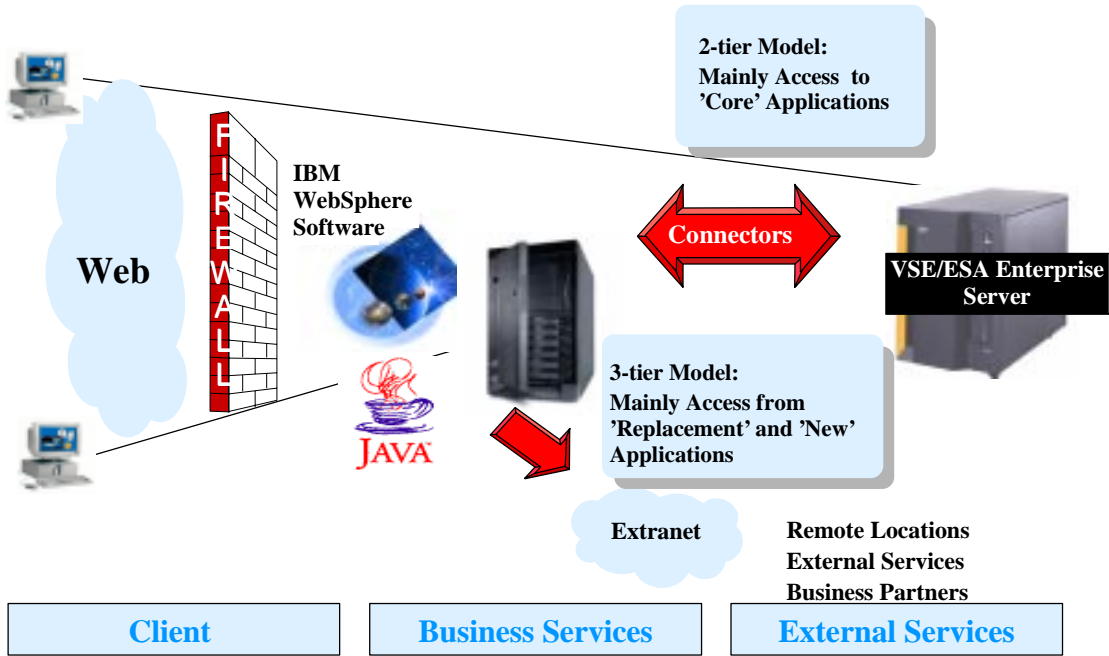 2-tier Model:
Mainly Access to
’Core’ Applications
FIREWALL
IBM
WebSphere
Software
Web
Connectors
VSE/ESA Enterprise
Server
JAVA
3-tier Model:
Mainly Access from
’Replacement’ and ’New’
Applications
Extranet
Remote Locations
External Services
Business Partners
Client
Business Services
External Services